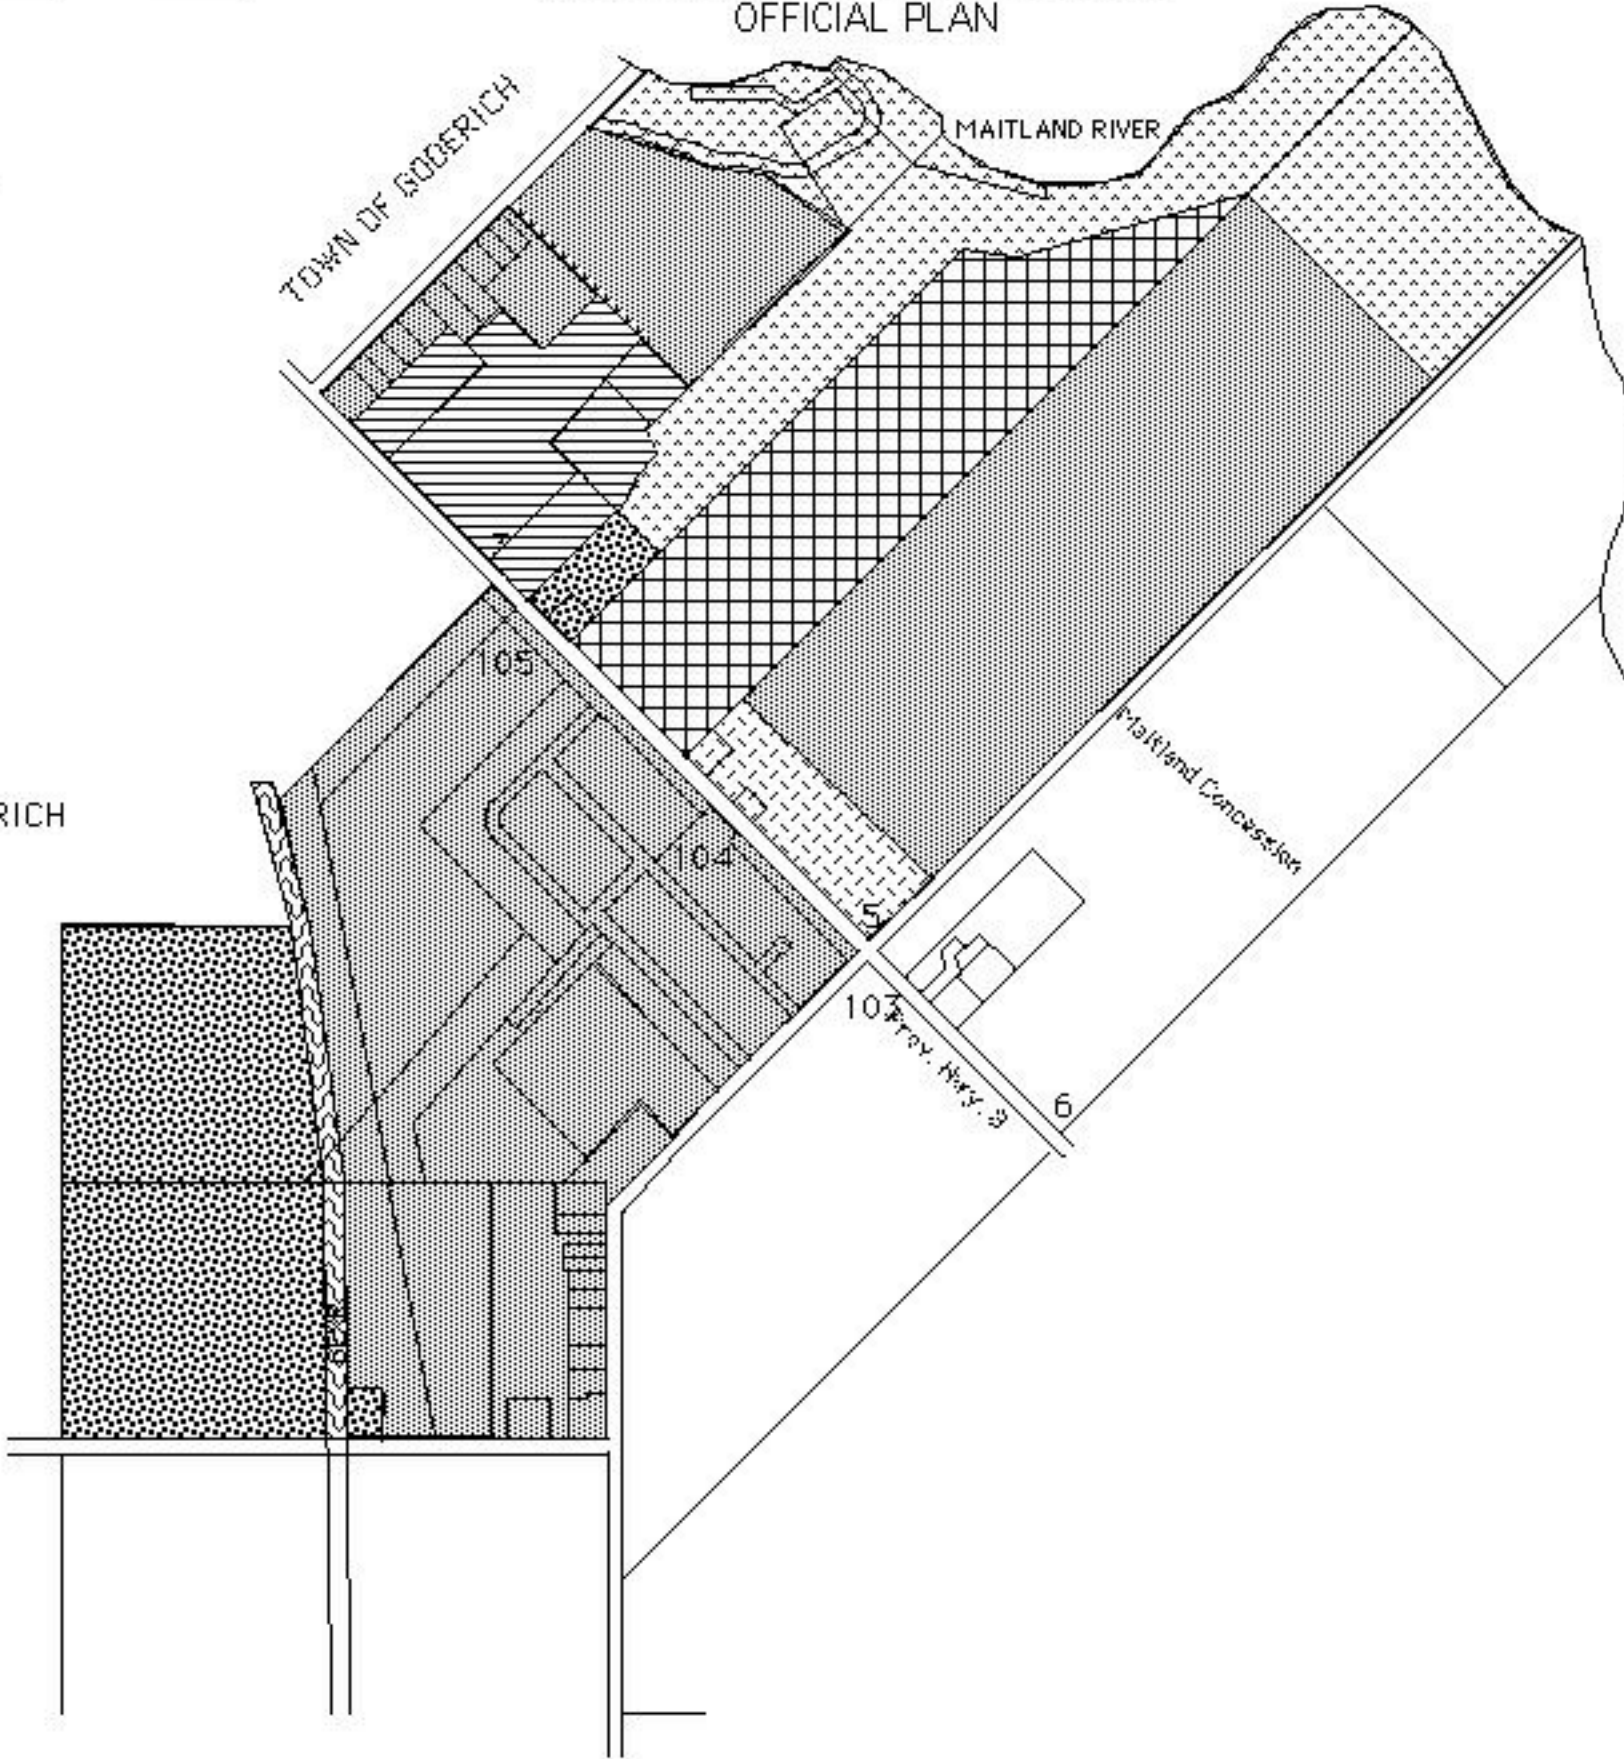 OFFICIAL PLAN
TOWN OF GODERICH
MAITLAND RIVER
105
RICH
Maitland Concession
104
5
103
Prov. Hwy. 8
6